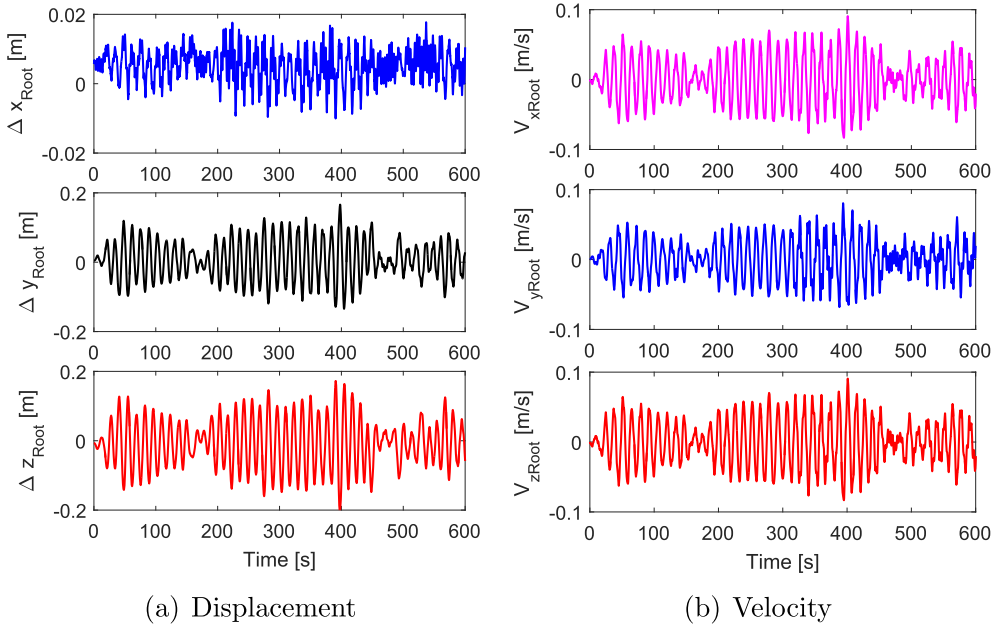 0.02
0
-0.02
Δ x_Root [m]
0 100 200 300 400 500 600
0.2
0
-0.2
Δ y_Root [m]
0 100 200 300 400 500 600
0.2
0
-0.2
Δ z_Root [m]
0 100 200 300 400 500 600
Time [s]
(a) Displacement
0.1
0
-0.1
V_xRoot [m/s]
0 100 200 300 400 500 600
0.1
0
-0.1
V_yRoot [m/s]
0 100 200 300 400 500 600
0.1
0
-0.1
V_zRoot [m/s]
0 100 200 300 400 500 600
Time [s]
(b) Velocity